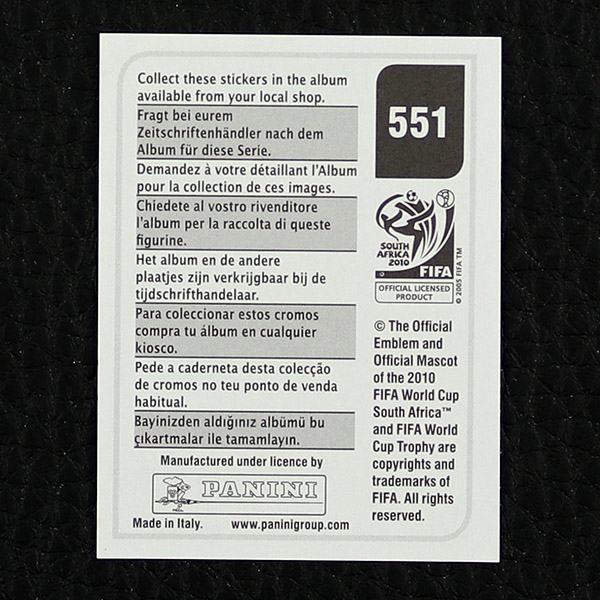 Collect these stickers in the album
available from your local shop.
Fragt bei eurem
Zeitschriftenhändler nach dem
Album für diese Serie.
Demandez à votre détaillant l'Album
pour la collection de ces images.
Chiedete al vostro rivenditore
l'album per la raccolta di queste
figurine.
Het album en de andere
plaatjes zijn verkrijgbaar bij de
tijdschrifthandelaar.
Para coleccionar estos cromos
compra tu álbum en cualquier
kiosco.
Pede a caderneta desta colecção
de cromos no teu ponto de venda
habitual.
Bayinizden aldığınız albümü bu
çıkartmalar ile tamamlayın.
Manufactured under licence by
PANINI
Made in Italy. www.paninigroup.com
551
SOUTH
AFRICA
2010
FIFA
OFFICIAL LICENSED
PRODUCT
© 2005 FIFA TM
© The Official
Emblem and
Official Mascot
of the 2010
FIFA World Cup
South Africa™
and FIFA World
Cup Trophy are
copyrights and
trademarks of
FIFA. All rights
reserved.